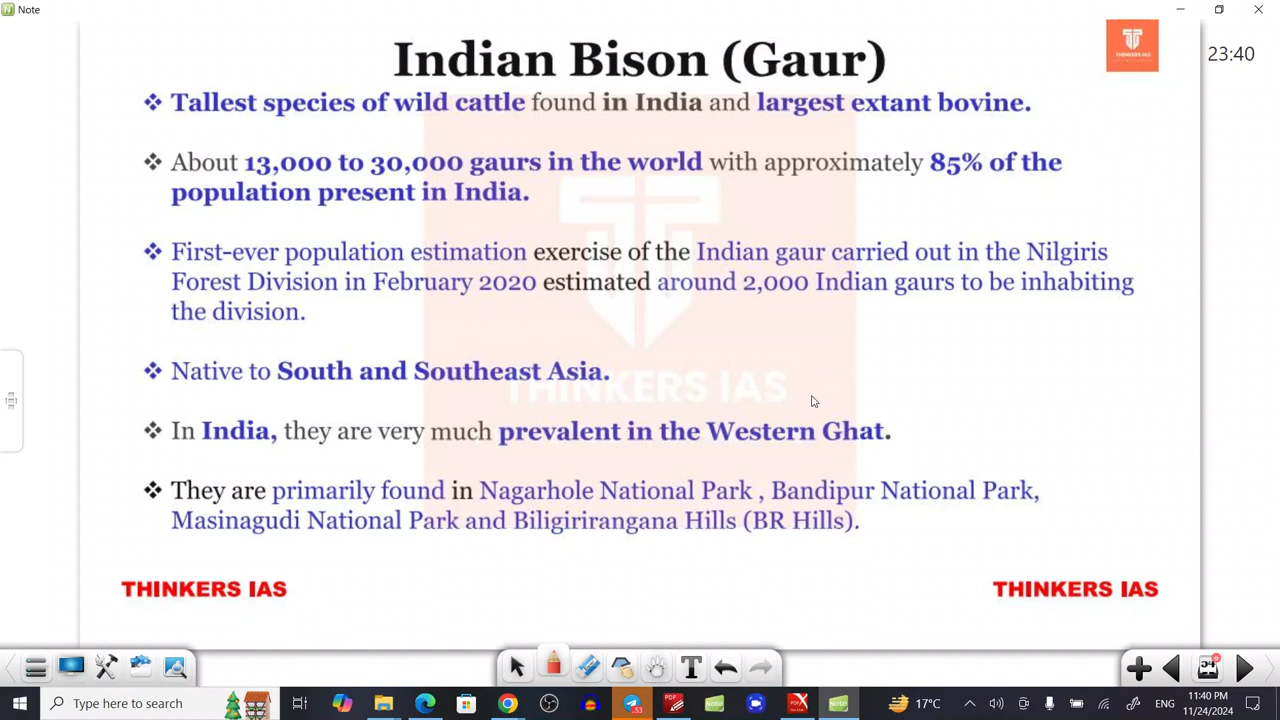 Note
Indian Bison (Gaur)
23:40
❖ Tallest species of wild cattle found in India and largest extant bovine.
❖ About 13,000 to 30,000 gaurs in the world with approximately 85% of the
population present in India.
❖ First-ever population estimation exercise of the Indian gaur carried out in the Nilgiris
Forest Division in February 2020 estimated around 2,000 Indian gaurs to be inhabiting
the division.
❖ Native to South and Southeast Asia.
THINKERS IAS
❖ In India, they are very much prevalent in the Western Ghat.
❖ They are primarily found in Nagarhole National Park , Bandipur National Park,
Masinagudi National Park and Biligirirangana Hills (BR Hills).
THINKERS IAS
THINKERS IAS
Type here to search
53
PDF
Note
Note
17°C
ENG
11:40 PM
11/24/2024